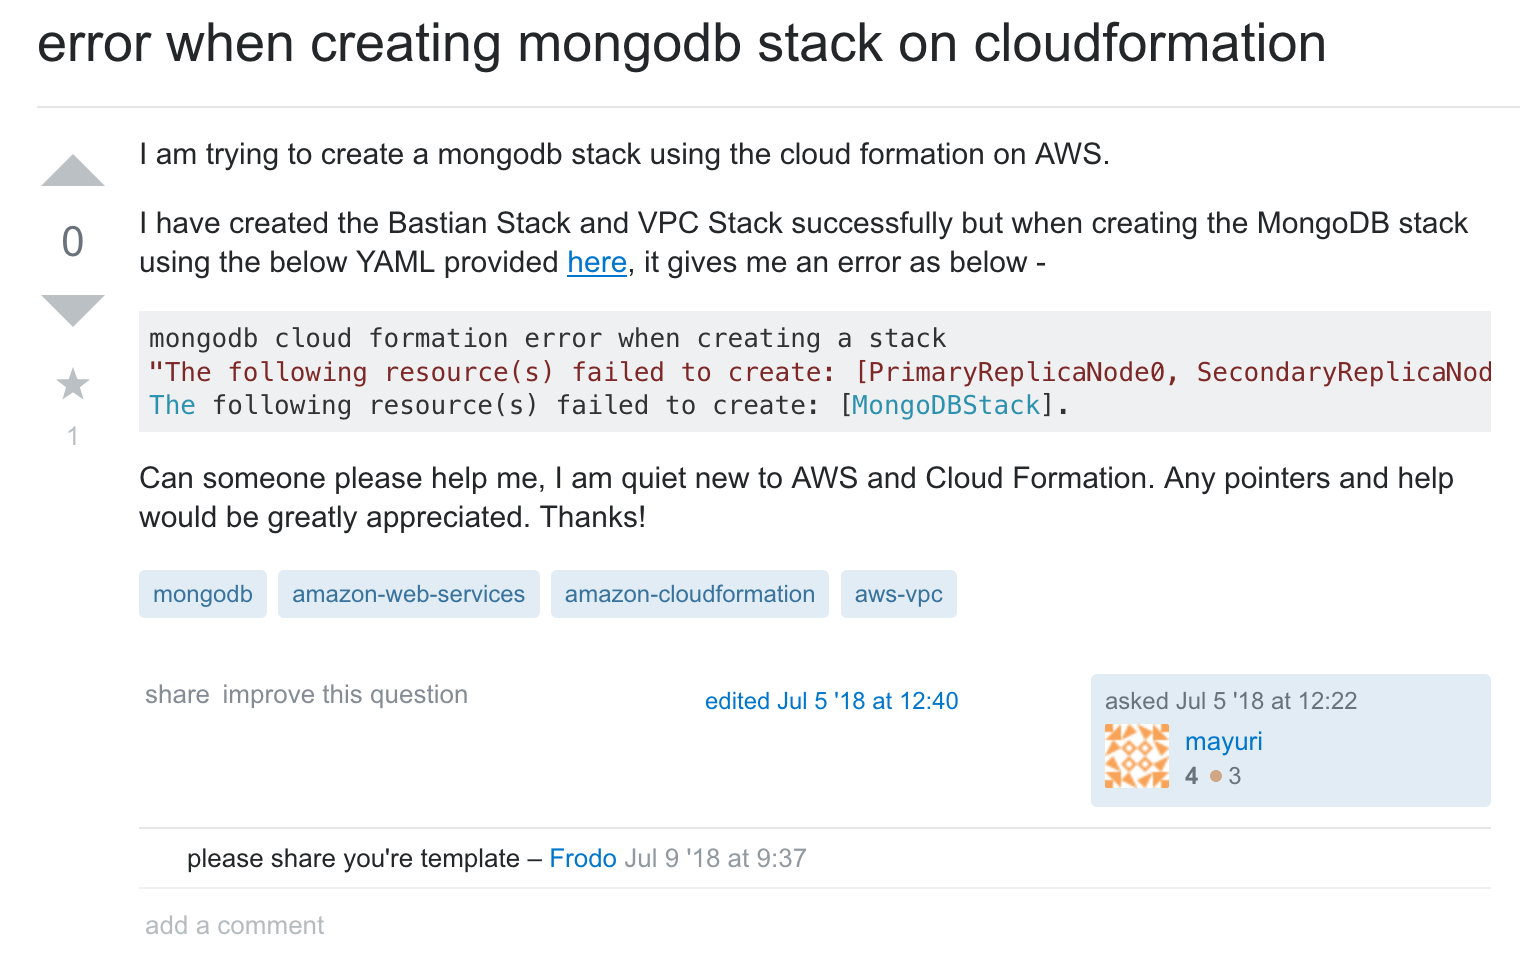 error when creating mongodb stack on cloudformation
I am trying to create a mongodb stack using the cloud formation on AWS.
0
I have created the Bastian Stack and VPC Stack successfully but when creating the MongoDB stack
using the below YAML provided here, it gives me an error as below -
mongodb cloud formation error when creating a stack
"The following resource(s) failed to create: [PrimaryReplicaNode0, SecondaryReplicaNod
The following resource(s) failed to create: [MongoDBStack].
1
Can someone please help me, I am quiet new to AWS and Cloud Formation. Any pointers and help
would be greatly appreciated. Thanks!
mongodb amazon-web-services amazon-cloudformation aws-vpc
share improve this question edited Jul 5 '18 at 12:40 asked Jul 5 '18 at 12:22
mayuri
4 3
please share you're template – Frodo Jul 9 '18 at 9:37
add a comment